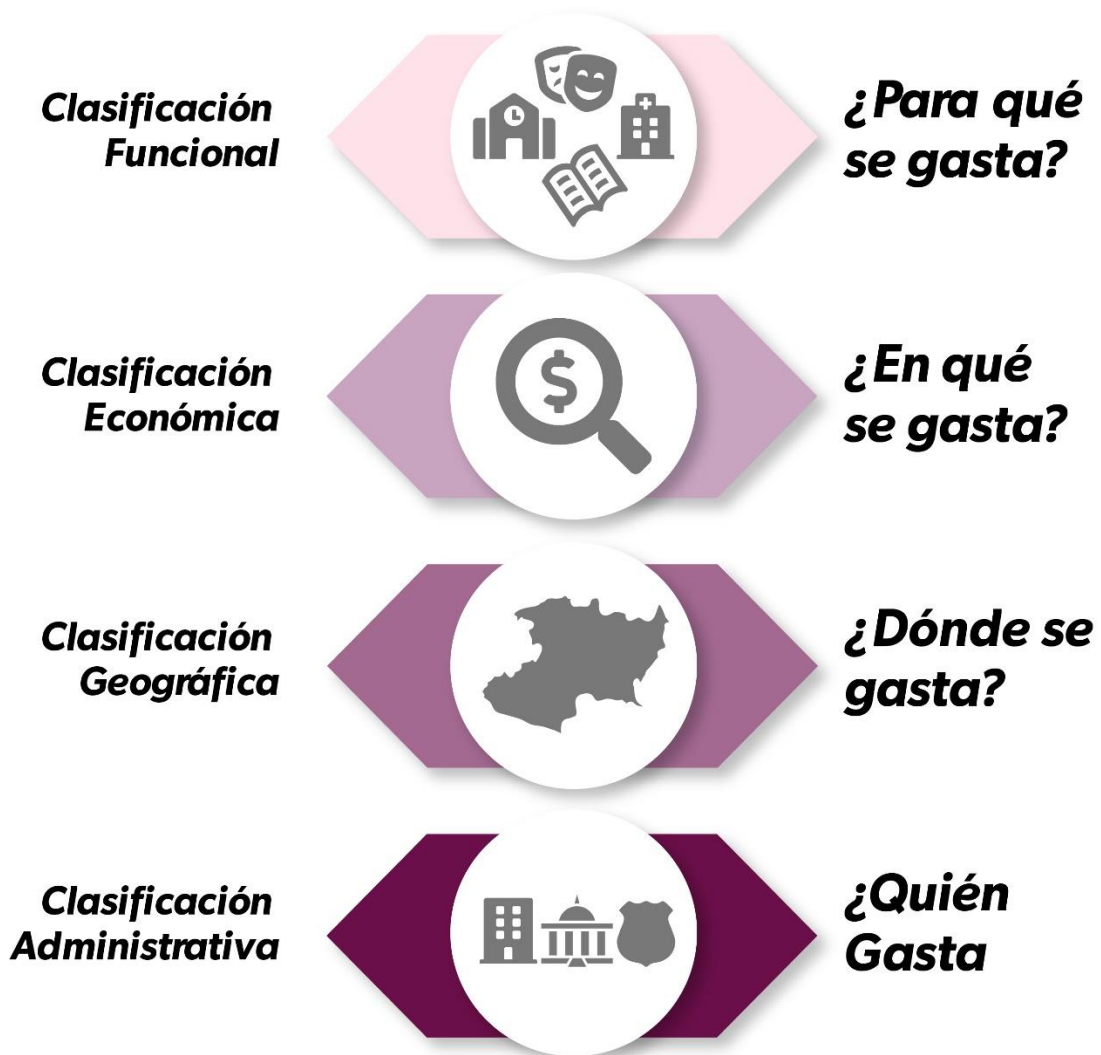 Clasificación
Funcional
¿Para qué
se gasta?
$
Clasificación
Económica
¿En qué
se gasta?
Clasificación
Geográfica
¿Dónde se
gasta?
Clasificación
Administrativa
¿Quién
Gasta